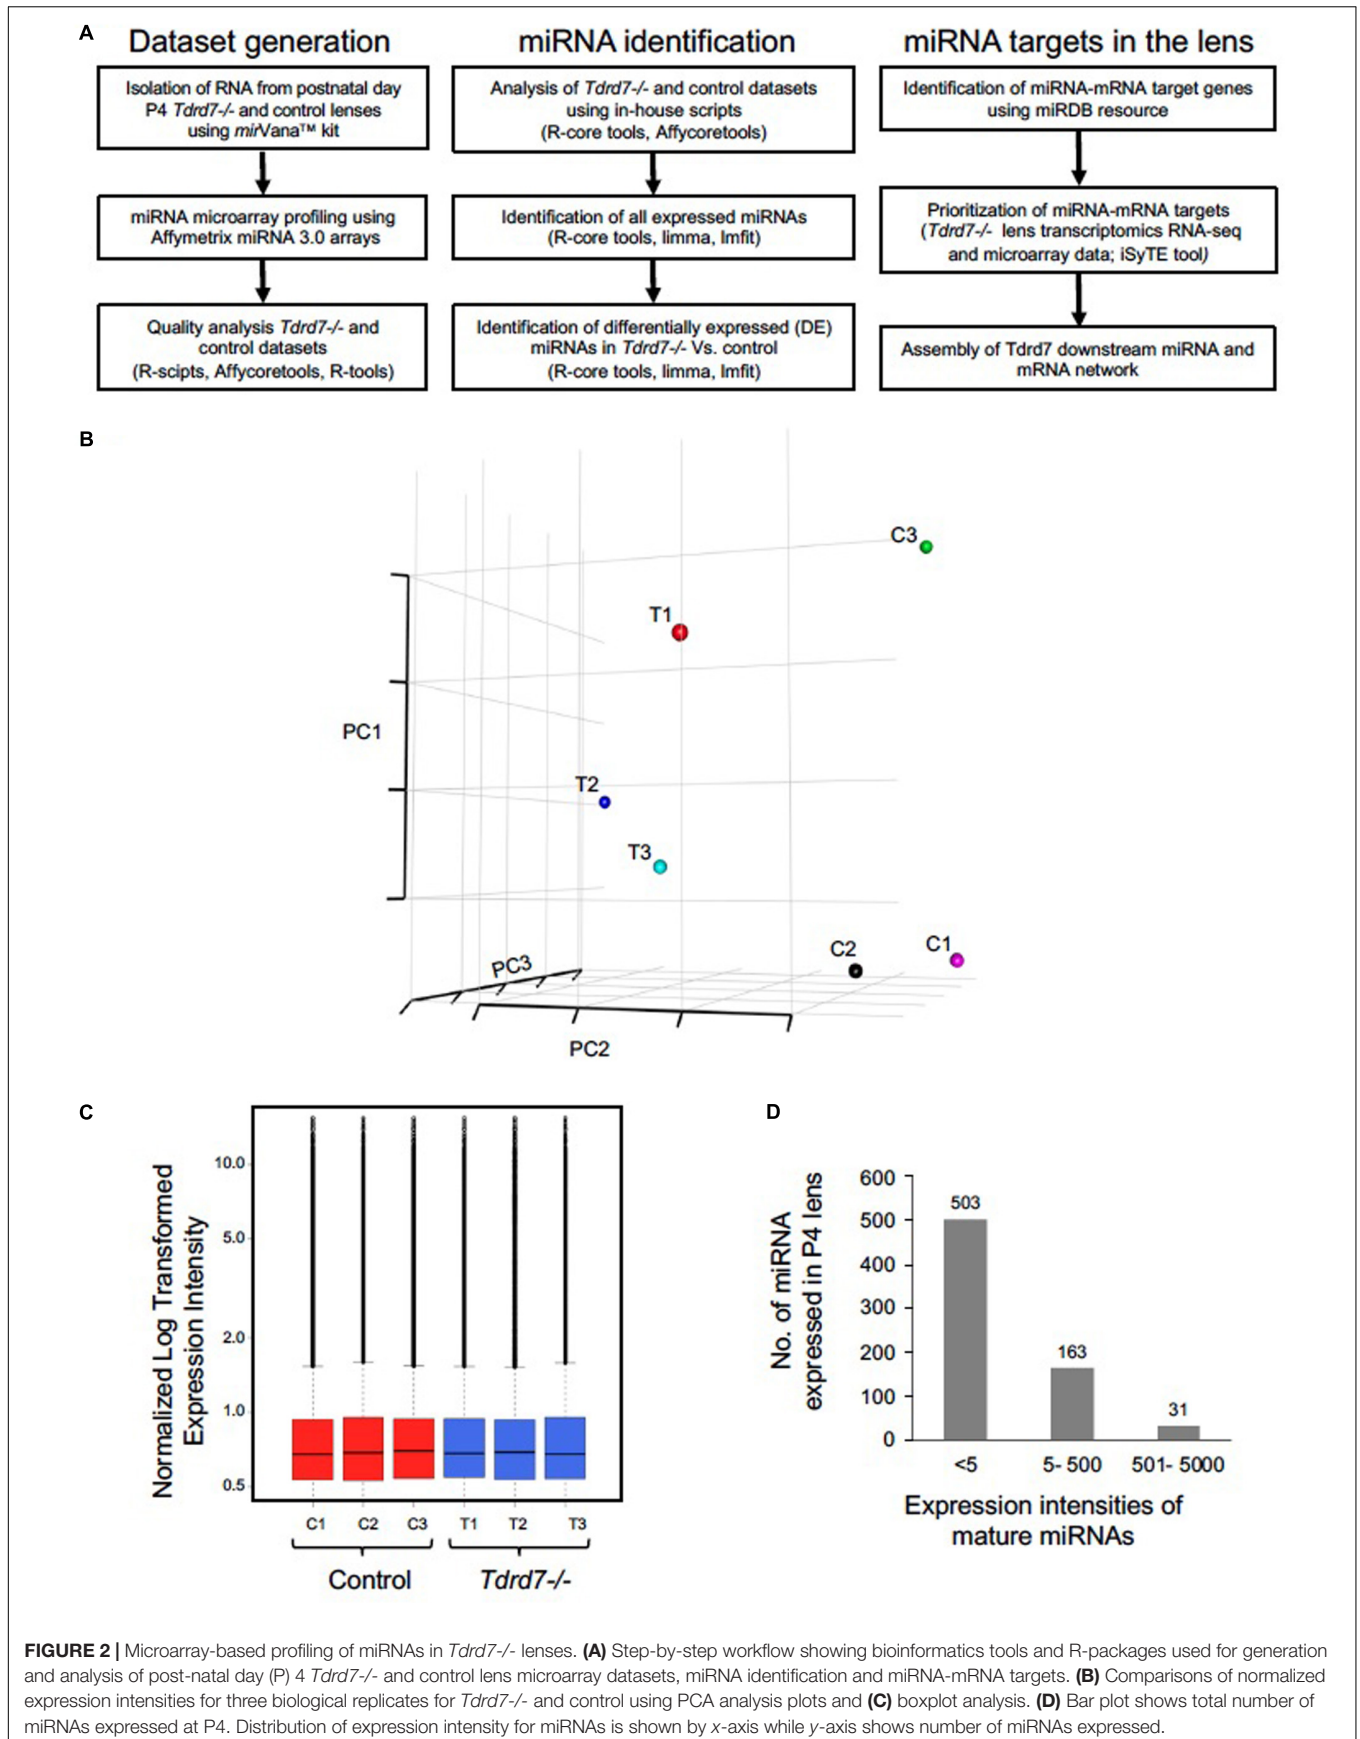 A
Dataset generation
Isolation of RNA from postnatal day
P4 Tdrd7-/- and control lenses
using mirVana™ kit
miRNA microarray profiling using
Affymetrix miRNA 3.0 arrays
Quality analysis Tdrd7-/- and
control datasets
(R-scipts, Affycoretools, R-tools)
miRNA identification
Analysis of Tdrd7-/- and control datasets
using in-house scripts
(R-core tools, Affycoretools)
Identification of all expressed miRNAs
(R-core tools, limma, lmfit)
Identification of differentially expressed (DE)
miRNAs in Tdrd7-/- Vs. control
(R-core tools, limma, lmfit)
miRNA targets in the lens
Identification of miRNA-mRNA target genes
using miRDB resource
Prioritization of miRNA-mRNA targets
(Tdrd7-/- lens transcriptomics RNA-seq
and microarray data; iSyTE tool)
Assembly of Tdrd7 downstream miRNA and
mRNA network
B
C3
T1
PC1
T2
T3
C2
C1
PC3
PC2
C
Normalized Log Transformed
Expression Intensity
10.0
5.0
2.0
1.0
0.5
C1
C2
C3
T1
T2
T3
Control
Tdrd7-/-
D
No. of miRNA
expressed in P4 lens
600
500
400
300
200
100
0
503
163
31
<5
5- 500
501- 5000
Expression intensities of
mature miRNAs
FIGURE 2 | Microarray-based profiling of miRNAs in Tdrd7-/- lenses. (A) Step-by-step workflow showing bioinformatics tools and R-packages used for generation
and analysis of post-natal day (P) 4 Tdrd7-/- and control lens microarray datasets, miRNA identification and miRNA-mRNA targets. (B) Comparisons of normalized
expression intensities for three biological replicates for Tdrd7-/- and control using PCA analysis plots and (C) boxplot analysis. (D) Bar plot shows total number of
miRNAs expressed at P4. Distribution of expression intensity for miRNAs is shown by x-axis while y-axis shows number of miRNAs expressed.